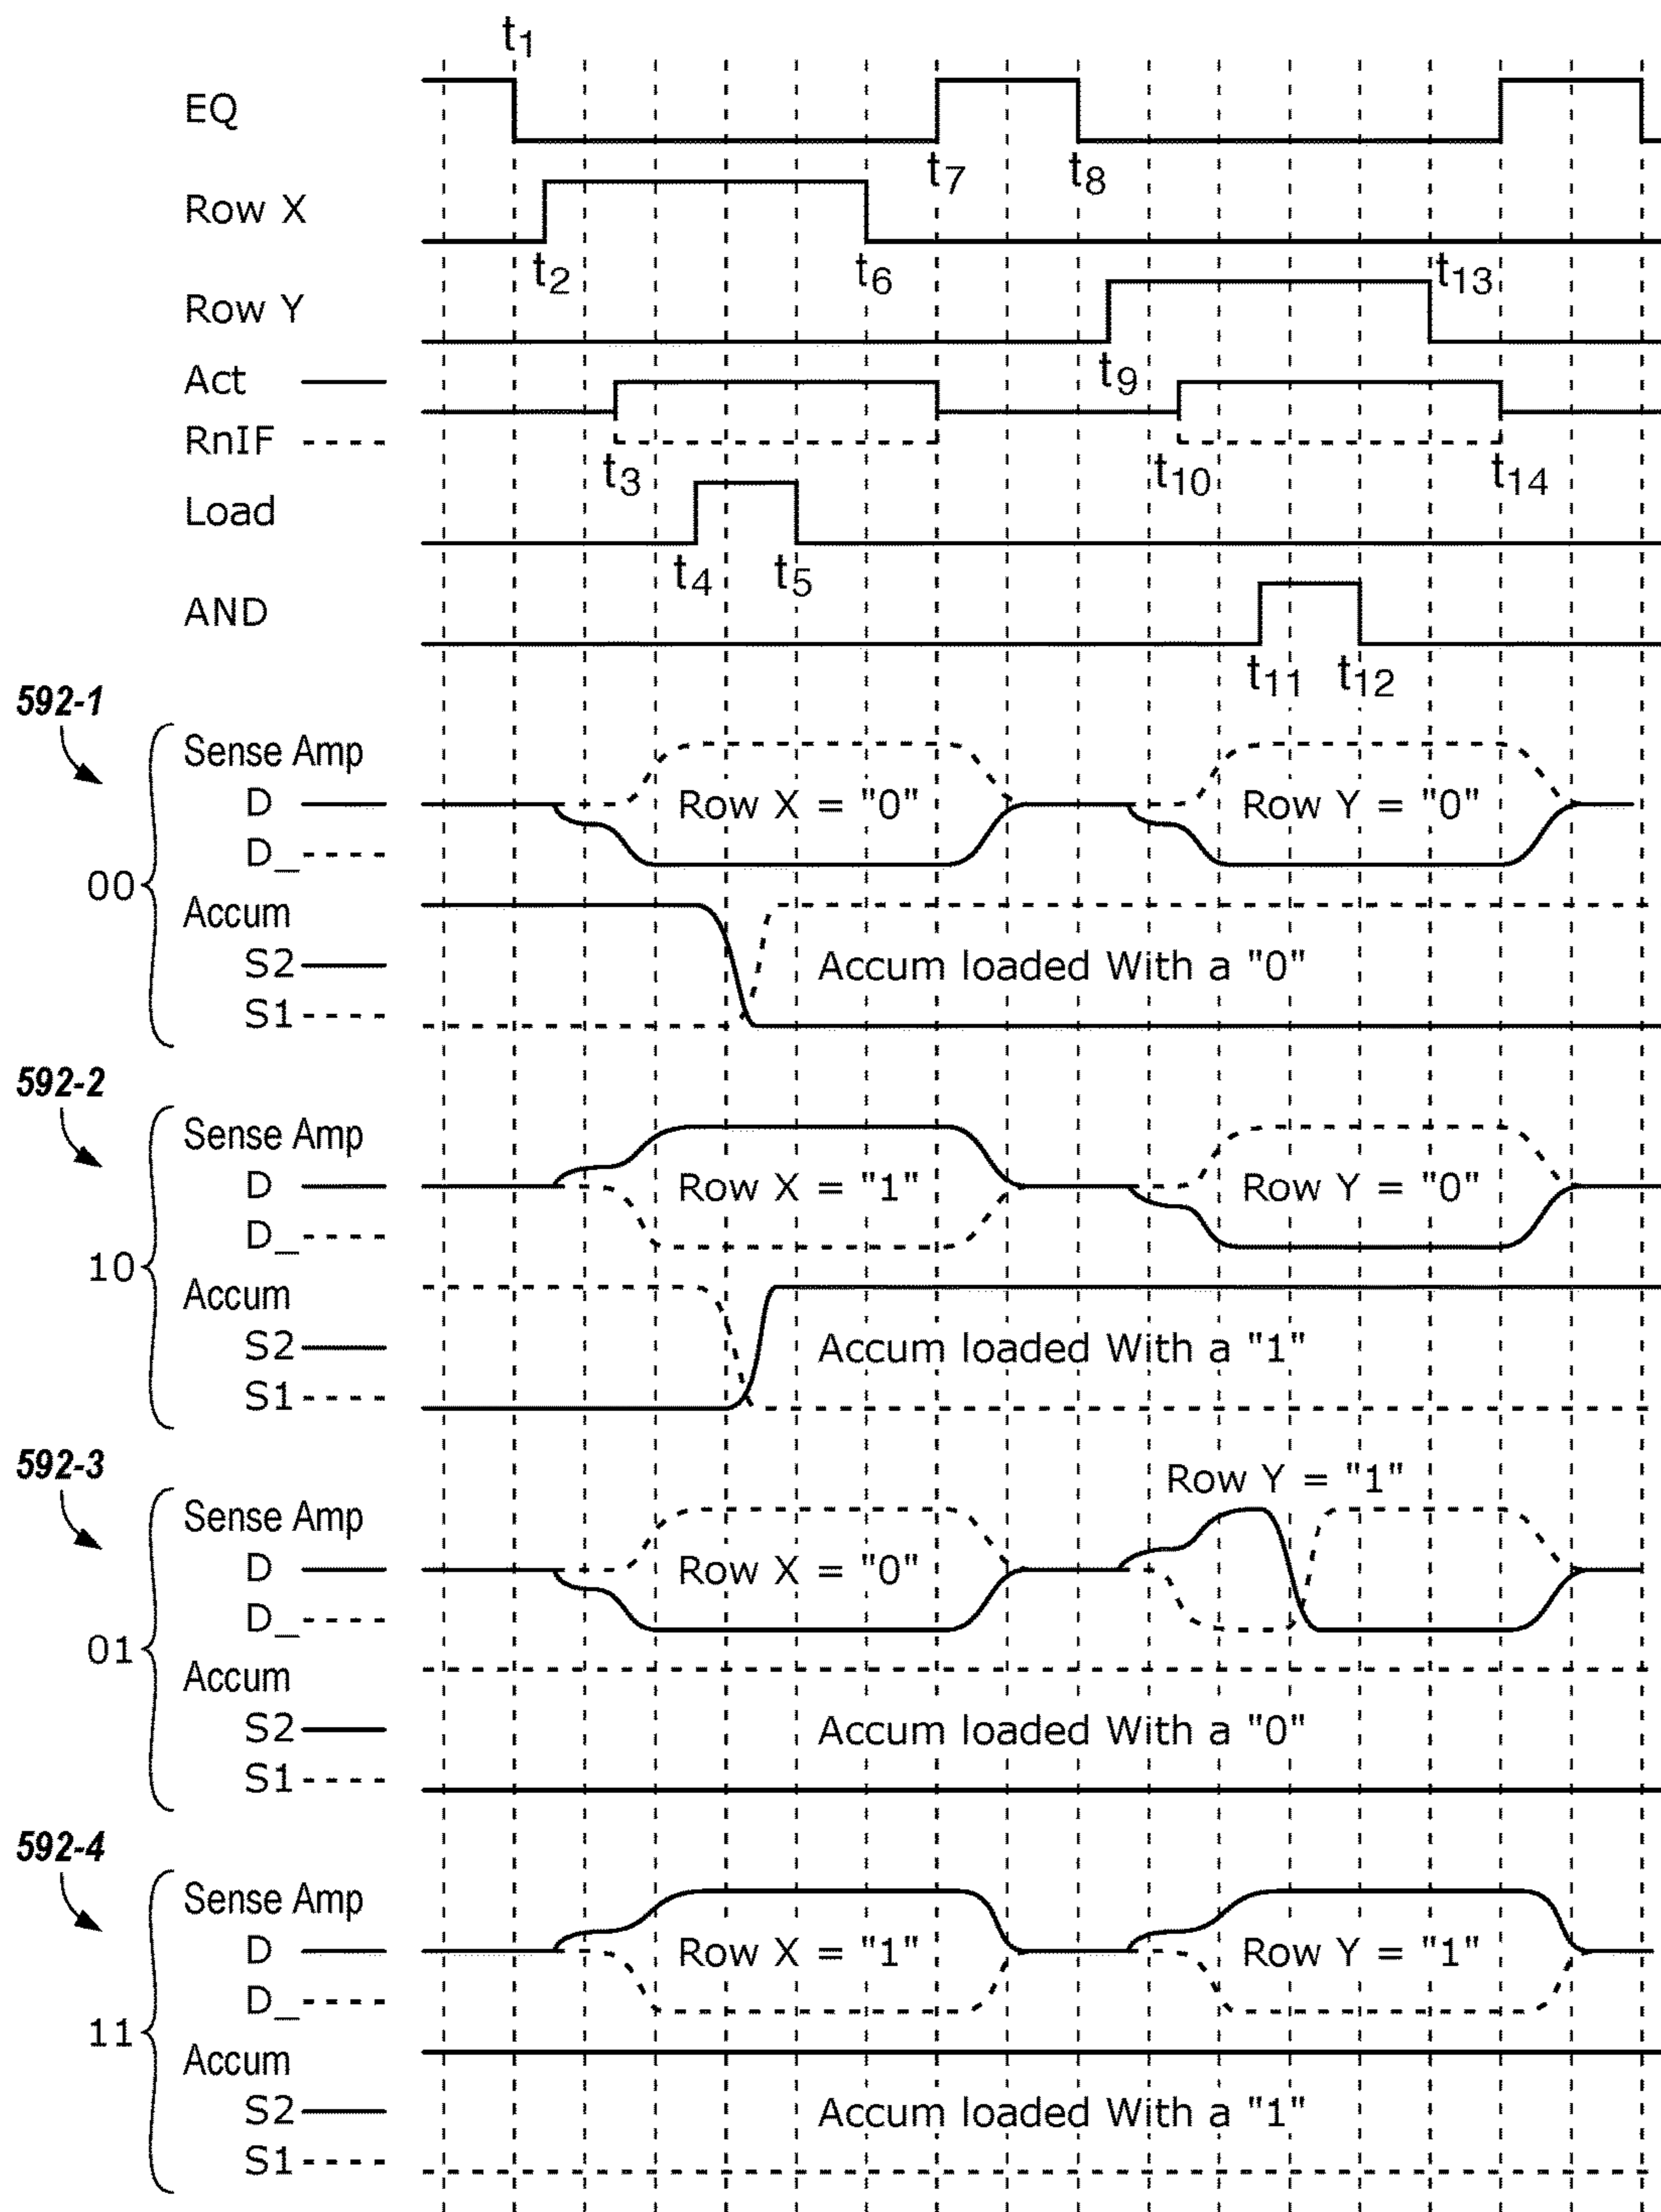 t1
EQ
t7 t8
Row X
t2 t6 t13
Row Y
t9
Act
RnIF
t3 t10 t14
Load
t4 t5
AND
t11 t12
592-1
Sense Amp
D Row X = "0" Row Y = "0"
D_
00
Accum
S2 Accum loaded With a "0"
S1
592-2
Sense Amp
D Row X = "1" Row Y = "0"
D_
10
Accum
S2 Accum loaded With a "1"
S1
592-3
Row Y = "1"
Sense Amp
D Row X = "0"
D_
01
Accum
S2 Accum loaded With a "0"
S1
592-4
Sense Amp
D Row X = "1" Row Y = "1"
D_
11
Accum
S2 Accum loaded With a "1"
S1